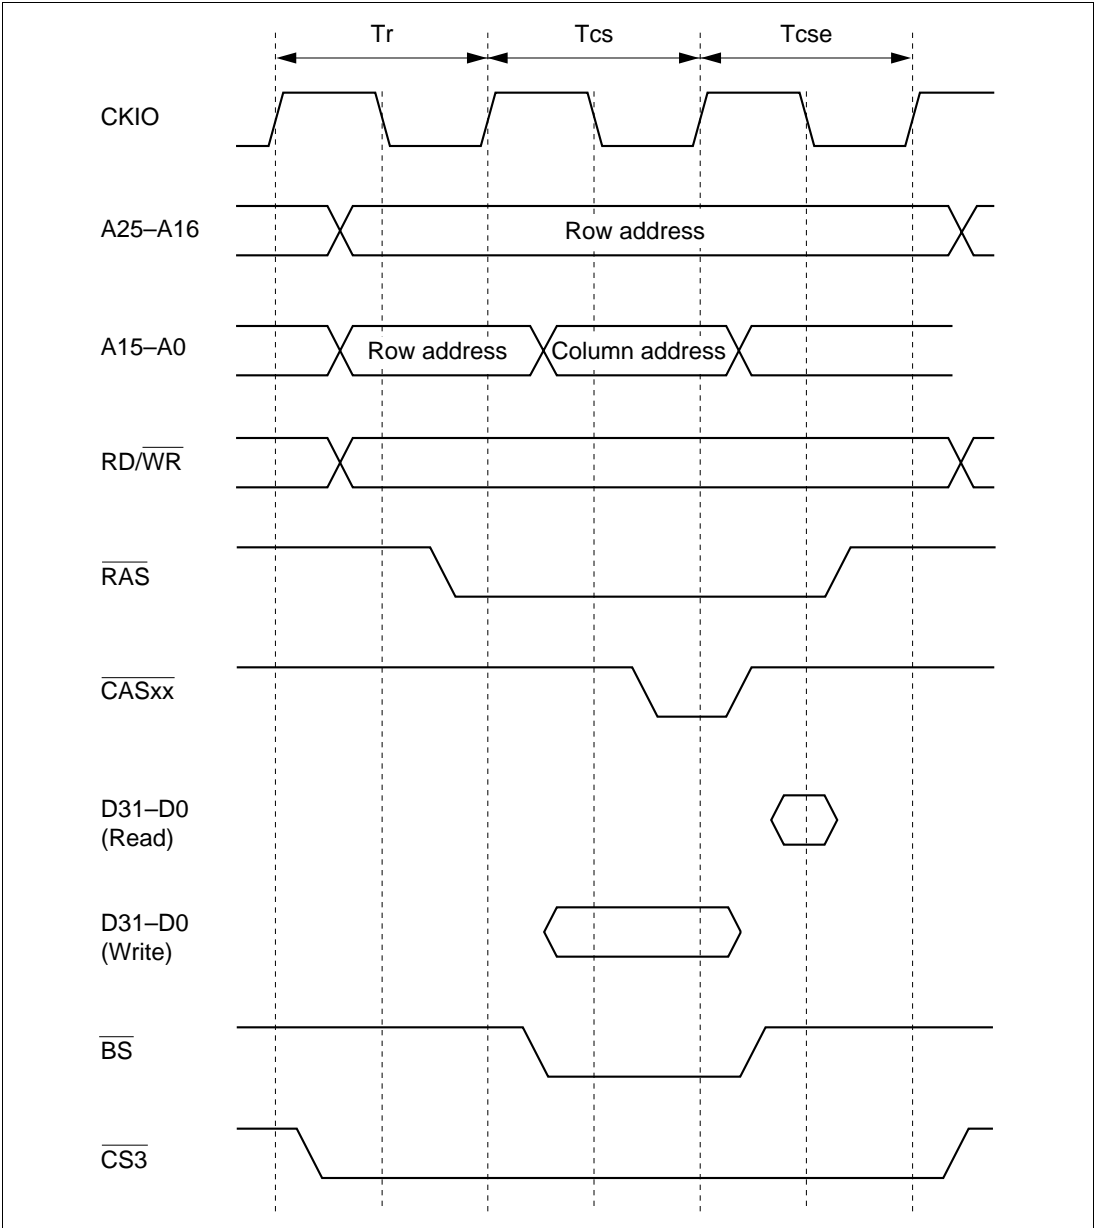 Tr Tcs Tcse
CKIO
A25–A16 Row address
A15–A0 Row address Column address
RD/WR
RAS
CASxx
D31–D0
(Read)
D31–D0
(Write)
BS
CS3